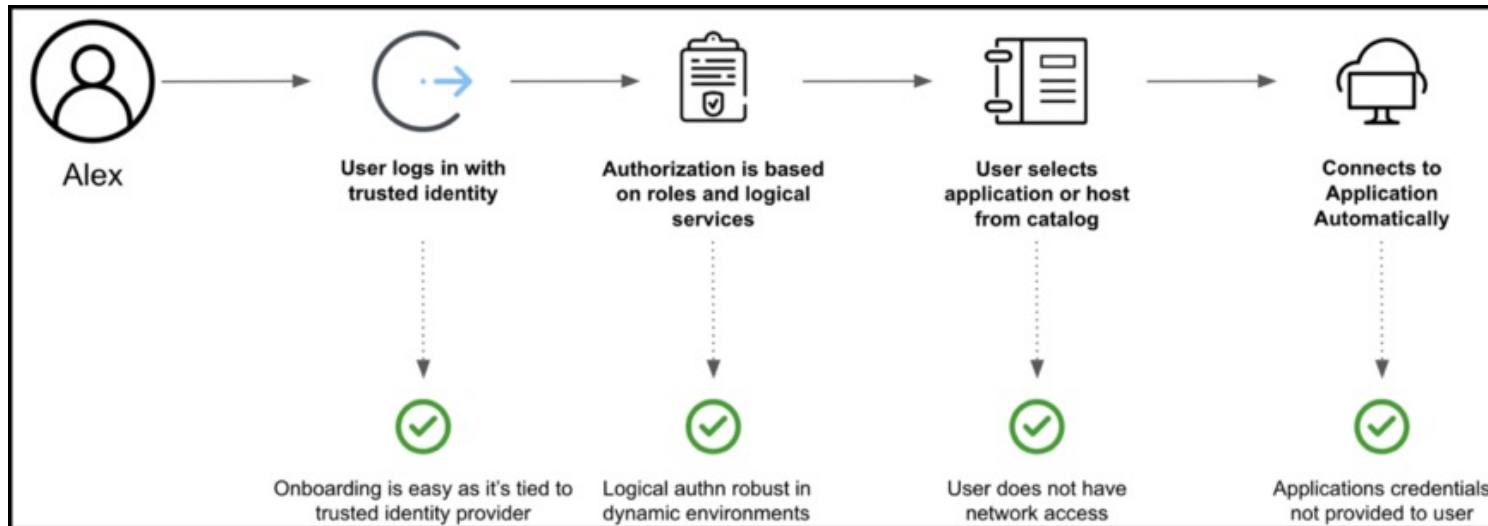 Alex
User logs in with
trusted identity
Authorization is based
on roles and logical
services
User selects
application or host
from catalog
Connects to
Application
Automatically
Onboarding is easy as it's tied to
trusted identity provider
Logical authn robust in
dynamic environments
User does not have
network access
Applications credentials
not provided to user